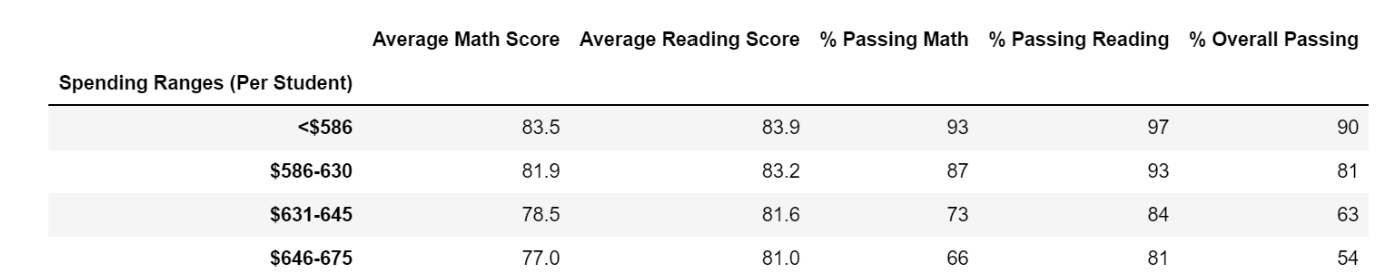 Average Math Score Average Reading Score % Passing Math % Passing Reading % Overall Passing
Spending Ranges (Per Student)
<$586 83.5 83.9 93 97 90
$586-630 81.9 83.2 87 93 81
$631-645 78.5 81.6 73 84 63
$646-675 77.0 81.0 66 81 54